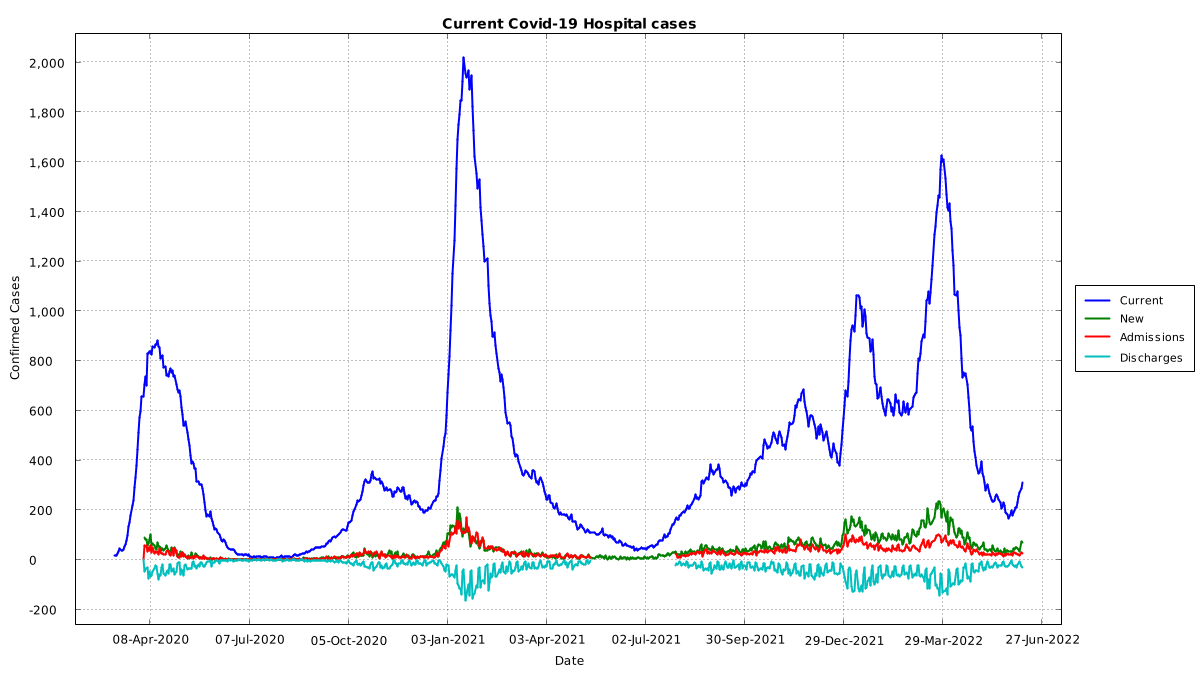 Current Covid-19 Hospital cases
2,000
1,800
1,600
1,400
1,200
1,000
800
600
400
200
0
-200
Confirmed Cases
08-Apr-2020 07-Jul-2020 05-Oct-2020 03-Jan-2021 03-Apr-2021 02-Jul-2021 30-Sep-2021 29-Dec-2021 29-Mar-2022 27-Jun-2022
Date
Current
New
Admissions
Discharges